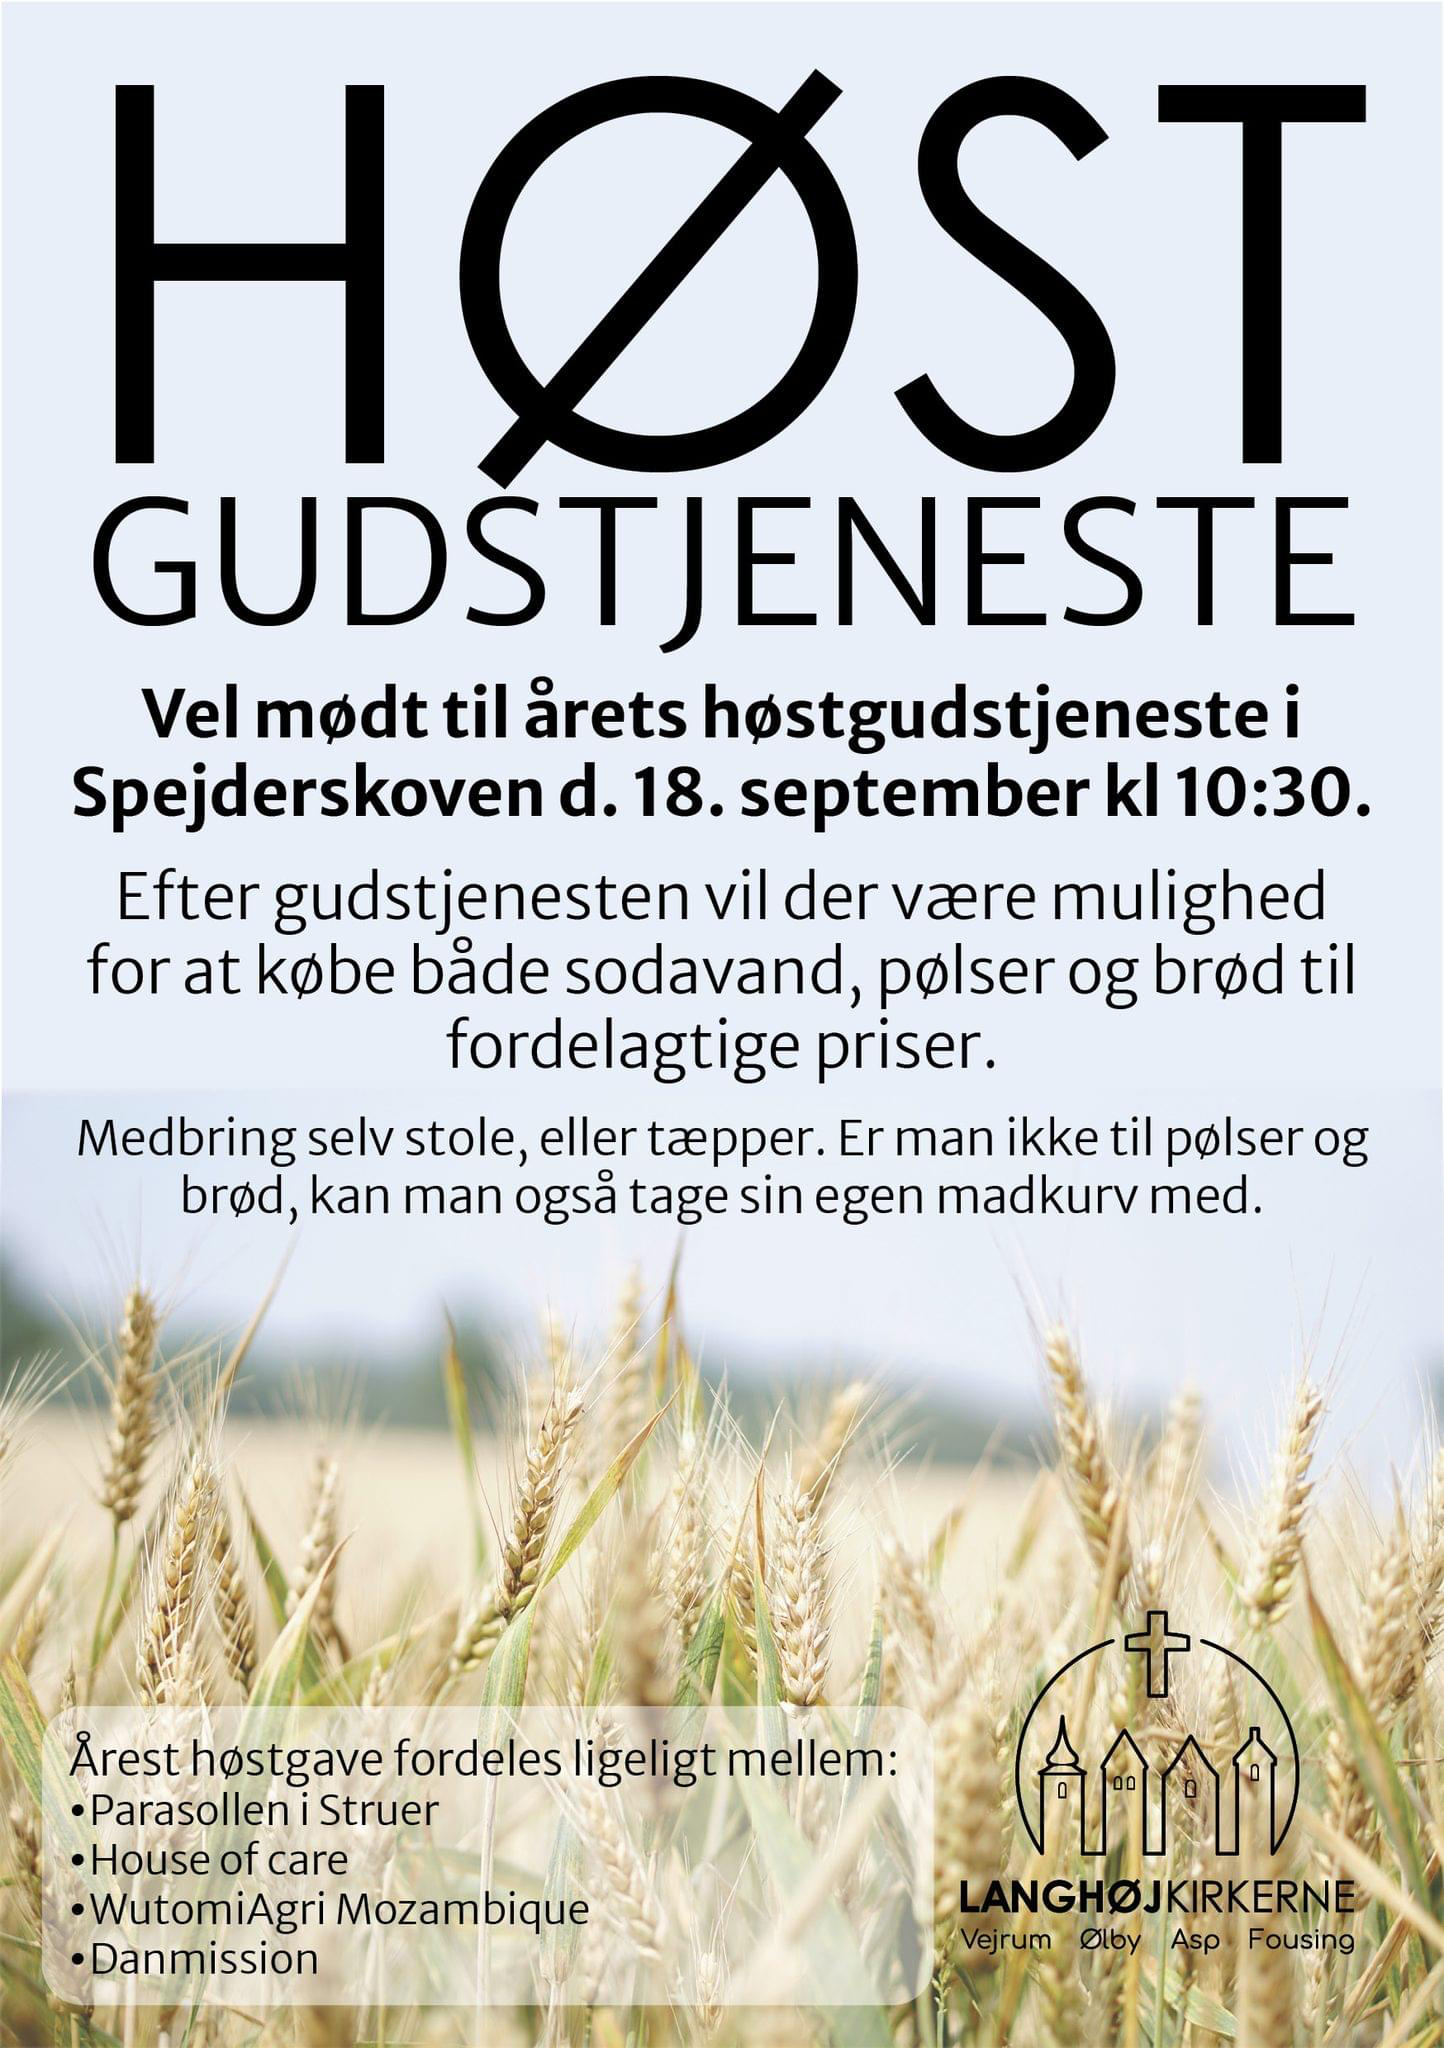 HØST
GUDSTJENESTE
Vel mødt til årets høstgudstjeneste i
Spejderskoven d. 18. september kl 10:30.
Efter gudstjenesten vil der være mulighed
for at købe både sodavand, pølser og brød til
fordelagtige priser.
Medbring selv stole, eller tæpper. Er man ikke til pølser og
brød, kan man også tage sin egen madkurv med.
Årest høstgave fordeles ligeligt mellem:
•Parasollen i Struer
•House of care
•WutomiAgri Mozambique
•Danmission
LANGHØJKIRKERNE
Vejrum Ølby Asp Fousing